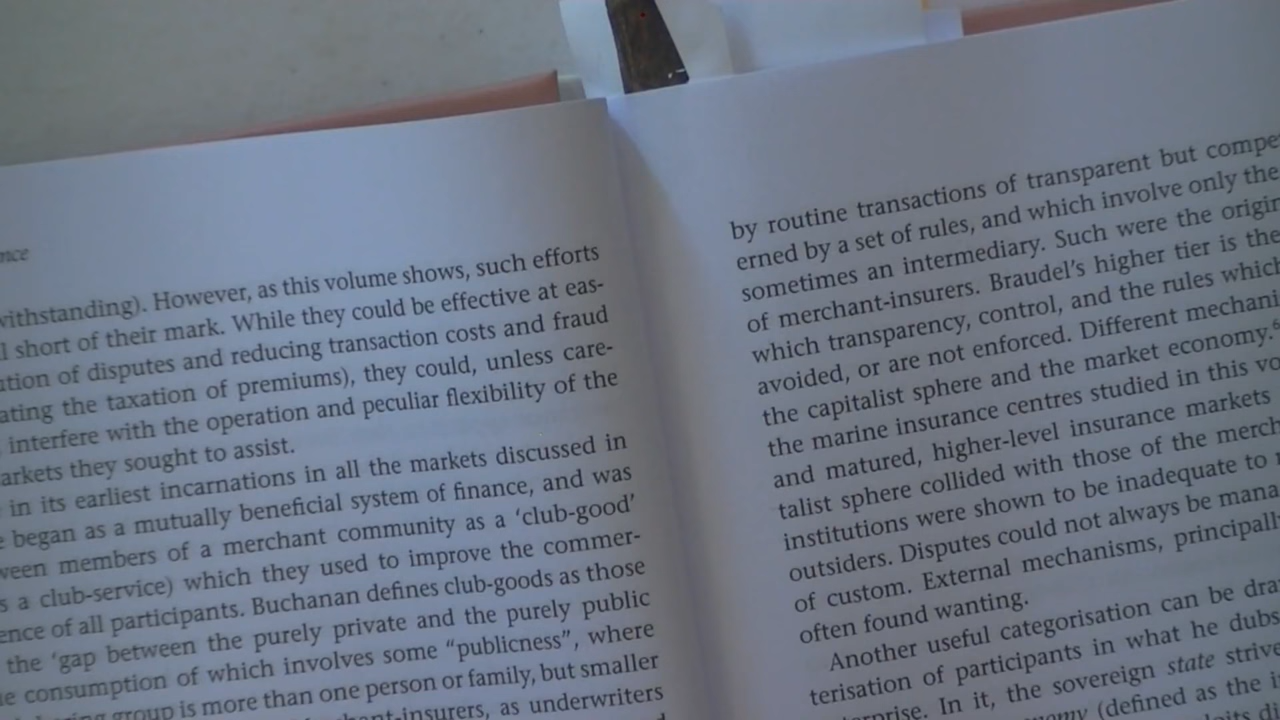 nce
withstanding). However, as this volume shows, such efforts
l short of their mark. While they could be effective at eas-
ation of disputes and reducing transaction costs and fraud
ating the taxation of premiums), they could, unless care-
interfere with the operation and peculiar flexibility of the
arkets they sought to assist.
in its earliest incarnations in all the markets discussed in
e began as a mutually beneficial system of finance, and was
ween members of a merchant community as a ‘club-good’
s a club-service) which they used to improve the commer-
ence of all participants. Buchanan defines club-goods as those
the ‘gap between the purely private and the purely public
e consumption of which involves some “publicness”, where
group is more than one person or family, but smaller
hant-insurers, as underwriters
by routine transactions of transparent but compe
erned by a set of rules, and which involve only the
sometimes an intermediary. Such were the origin
of merchant-insurers. Braudel’s higher tier is the
which transparency, control, and the rules which
avoided, or are not enforced. Different mechani
the capitalist sphere and the market economy.
the marine insurance centres studied in this vo
and matured, higher-level insurance markets
talist sphere collided with those of the merch
institutions were shown to be inadequate to
outsiders. Disputes could not always be mana
of custom. External mechanisms, principall
often found wanting.
Another useful categorisation can be dra
terisation of participants in what he dubs
erprise. In it, the sovereign state strive
omy (defined as the i